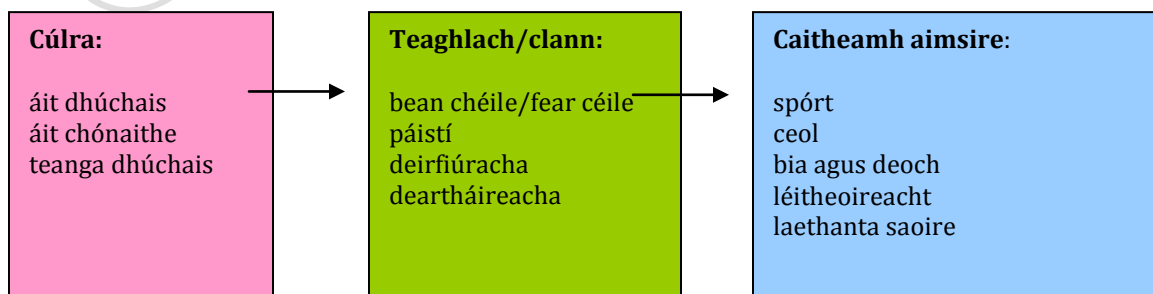 Cúlra:
áit dhúchais
áit chónaithe
teanga dhúchais
Teaghlach/clann:
bean chéile/fear céile
páistí
deirfiúracha
deartháireacha
Caitheamh aimsire:
spórt
ceol
bia agus deoch
léitheoireacht
laethanta saoire